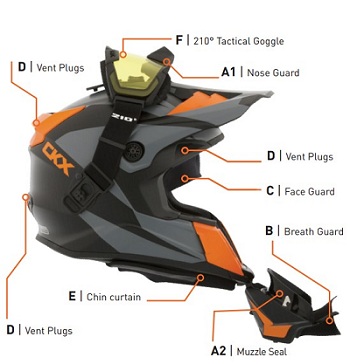 F | 210° Tactical Goggle
D | Vent Plugs
A1 | Nose Guard
210°
CKX
D | Vent Plugs
C | Face Guard
B | Breath Guard
E | Chin curtain
D | Vent Plugs
A2 | Muzzle Seal